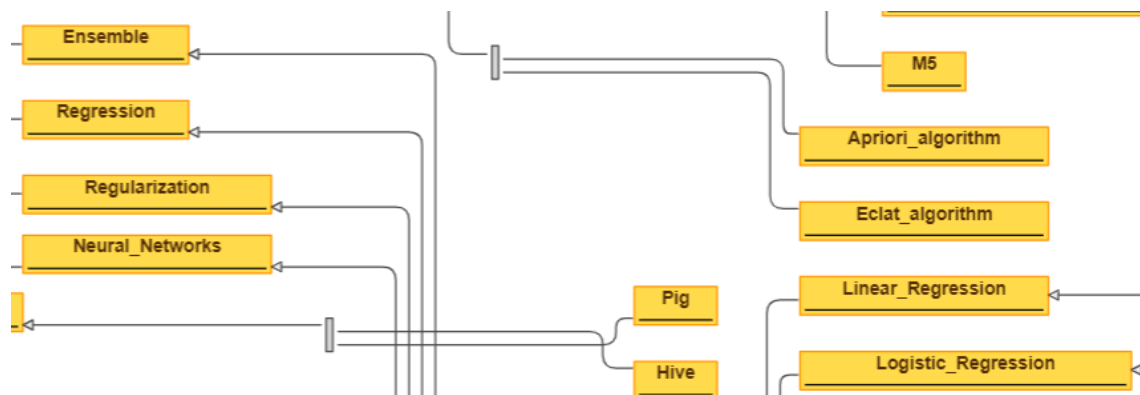 Ensemble
Regression
Regularization
Neural_Networks
M5
Apriori_algorithm
Eclat_algorithm
Pig
Hive
Linear_Regression
Logistic_Regression